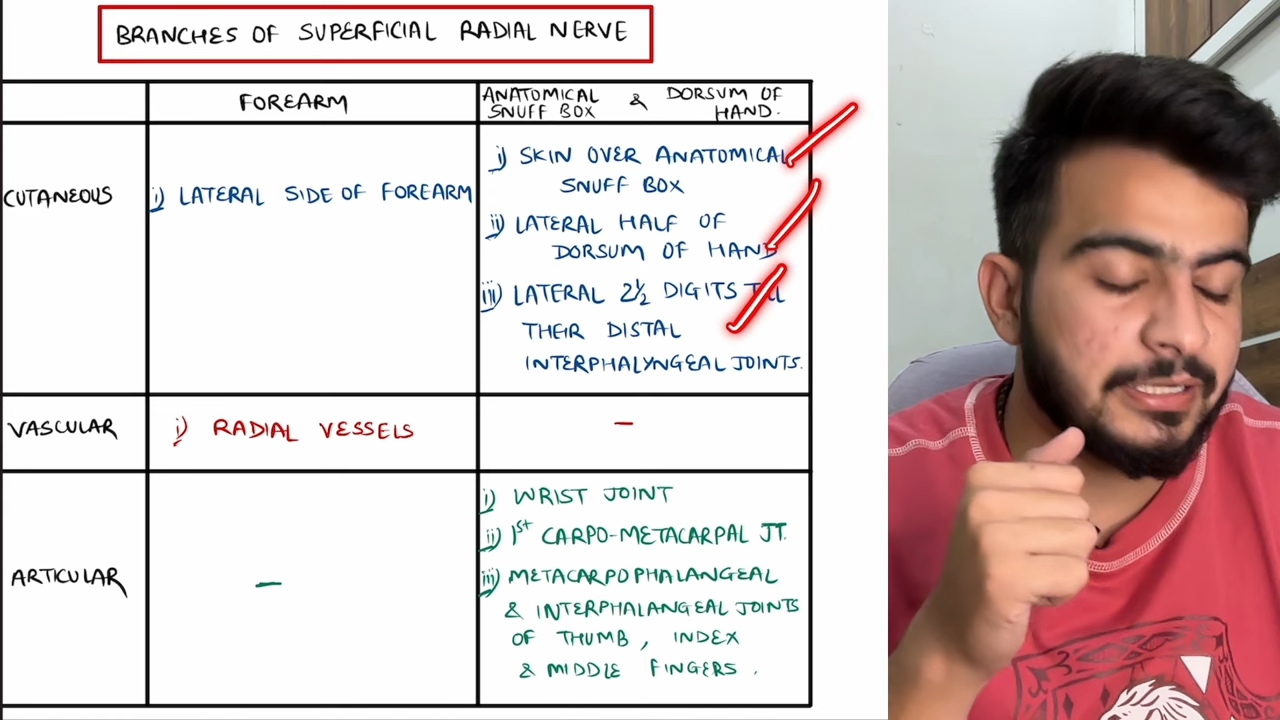 BRANCHES OF SUPERFICIAL RADIAL NERVE
FOREARM
ANATOMICAL SNUFF BOX & DORSUM OF HAND.
CUTANEOUS
i) LATERAL SIDE OF FOREARM
i) SKIN OVER ANATOMICAL
SNUFF BOX
ii) LATERAL HALF OF
DORSUM OF HAND
iii) LATERAL 2½ DIGITS TILL
THEIR DISTAL
INTERPHALYNGEAL JOINTS.
VASCULAR
i) RADIAL VESSELS
-
ARTICULAR
-
i) WRIST JOINT
ii) 1st CARPO-METACARPAL JT.
iii) METACARPOPHALANGEAL
& INTERPHALANGEAL JOINTS
OF THUMB, INDEX
& MIDDLE FINGERS.